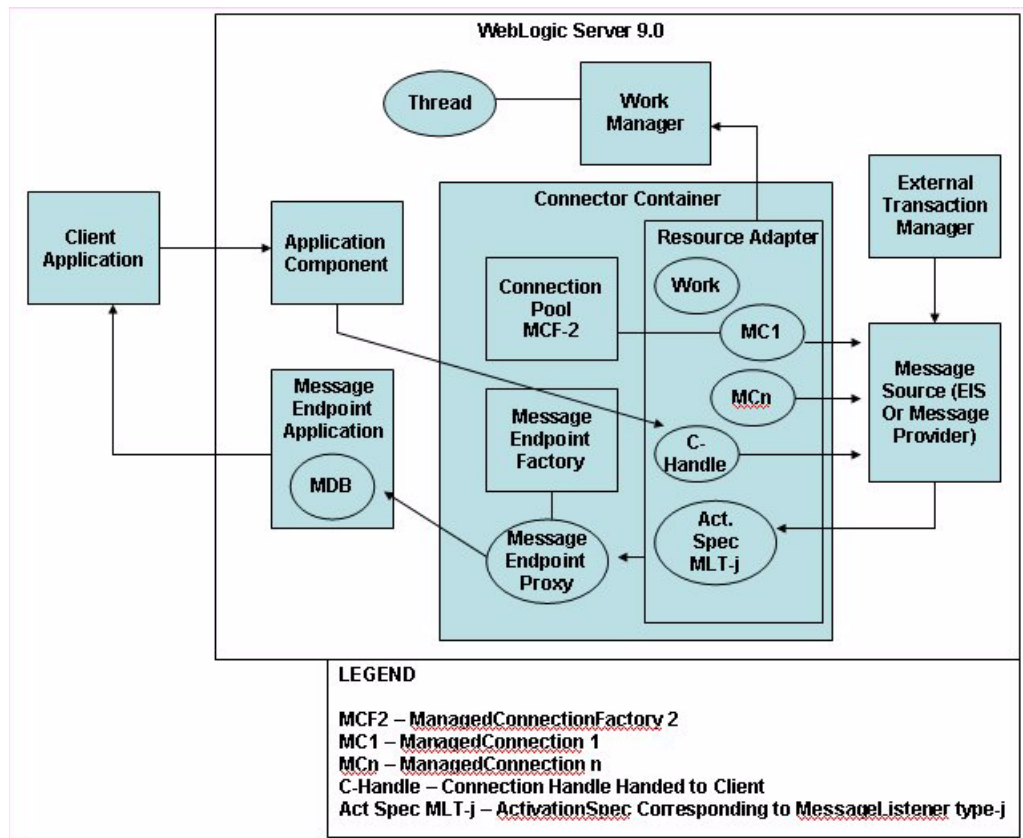 WebLogic Server 9.0
Thread
Work
Manager
Connector Container
External
Transaction
Manager
Client
Application
Application
Component
Resource Adapter
Work
Connection
Pool
MCF-2
MC1
Message
Source (EIS
Or Message
Provider)
MCn
Message
Endpoint
Application
MDB
Message
Endpoint
Factory
C-
Handle
Message
Endpoint
Proxy
Act.
Spec
MLT-j
LEGEND
MCF2 – ManagedConnectionFactory 2
MC1 – ManagedConnection 1
MCn – ManagedConnection n
C-Handle – Connection Handle Handed to Client
Act Spec MLT-j – ActivationSpec Corresponding to MessageListener type-j